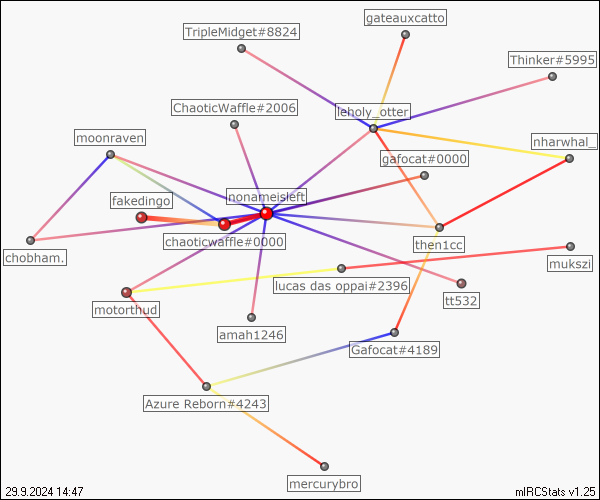 gateauxcatto
TripleMidget#8824
Thinker#5995
ChaoticWaffle#2006
leholy_otter
moonraven
nharwhal_
gafocat#0000
nonameisleft
fakedingo
chaoticwaffle#0000
then1cc
chobham.
mukszi
lucas das oppai#2396
tt532
motorthud
amah1246
Gafocat#4189
Azure Reborn#4243
mercurybro
29.9.2024 14:47
mIRCStats v1.25